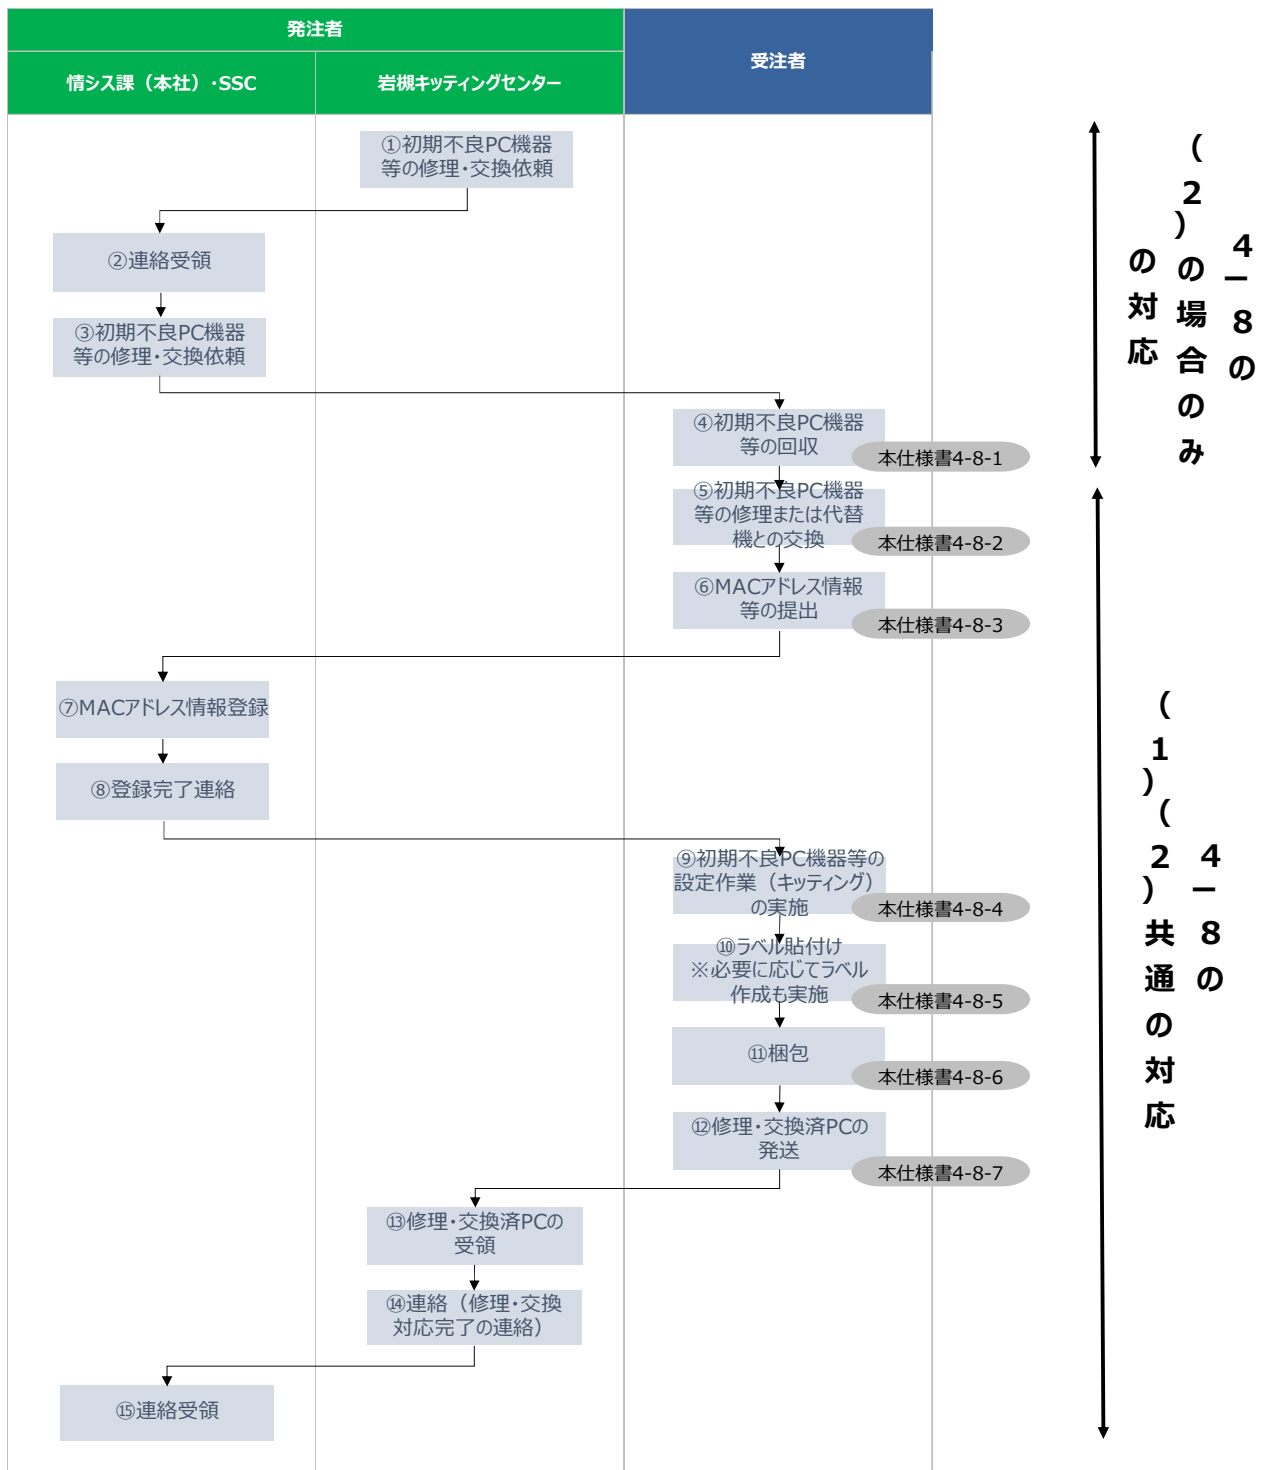 発注者
受注者
情シス課（本社）・SSC
岩槻キッティングセンター
①初期不良PC機器
等の修理・交換依頼
②連絡受領
③初期不良PC機器
等の修理・交換依頼
④初期不良PC機器
等の回収
本仕様書4-8-1
⑤初期不良PC機器
等の修理または代替
機との交換
本仕様書4-8-2
⑥MACアドレス情報
等の提出
本仕様書4-8-3
⑦MACアドレス情報登録
⑧登録完了連絡
⑨初期不良PC機器等の
設定作業（キッティング）
の実施
本仕様書4-8-4
⑩ラベル貼付け
※必要に応じてラベル
作成も実施
本仕様書4-8-5
⑪梱包
本仕様書4-8-6
⑫修理・交換済PCの
発送
本仕様書4-8-7
⑬修理・交換済PCの
受領
⑭連絡（修理・交換
対応完了の連絡）
⑮連絡受領
4－8の
(2)の場合のみ
の対応
4－8の
(1)(2)共通の対応